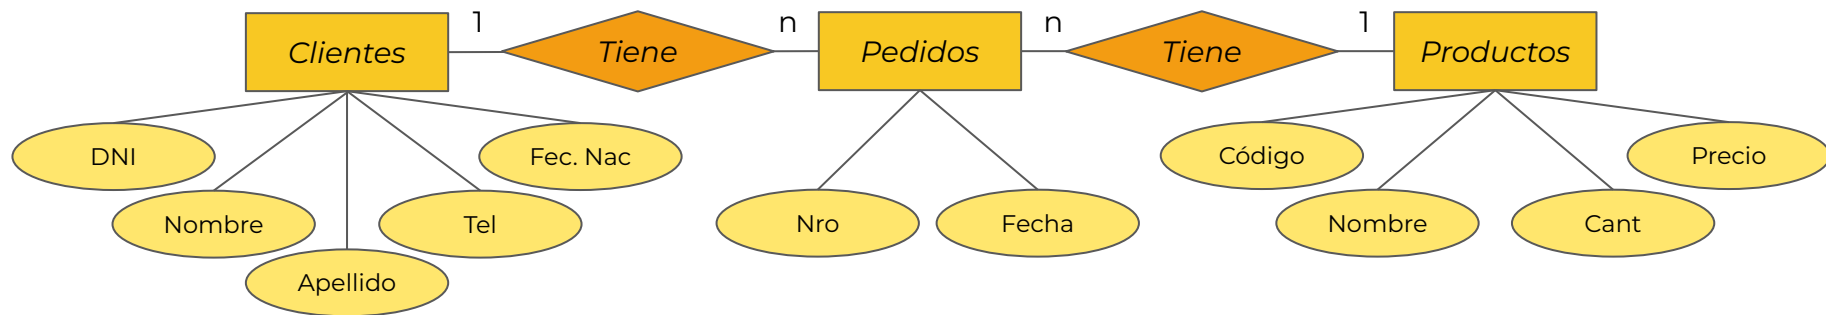 1
n
n
1
Clientes
Tiene
Pedidos
Tiene
Productos
DNI
Fec. Nac
Código
Precio
Nombre
Tel
Nro
Fecha
Nombre
Cant
Apellido